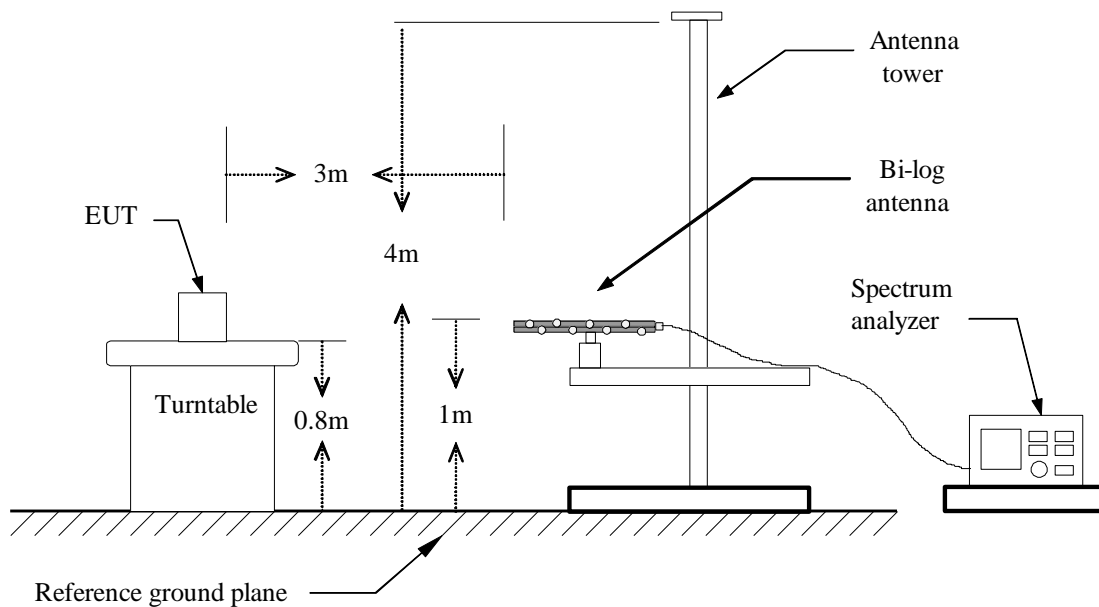 Antenna
tower
3m
Bi-log
antenna
EUT
4m
Spectrum
analyzer
Turntable
0.8m
1m
Reference ground plane